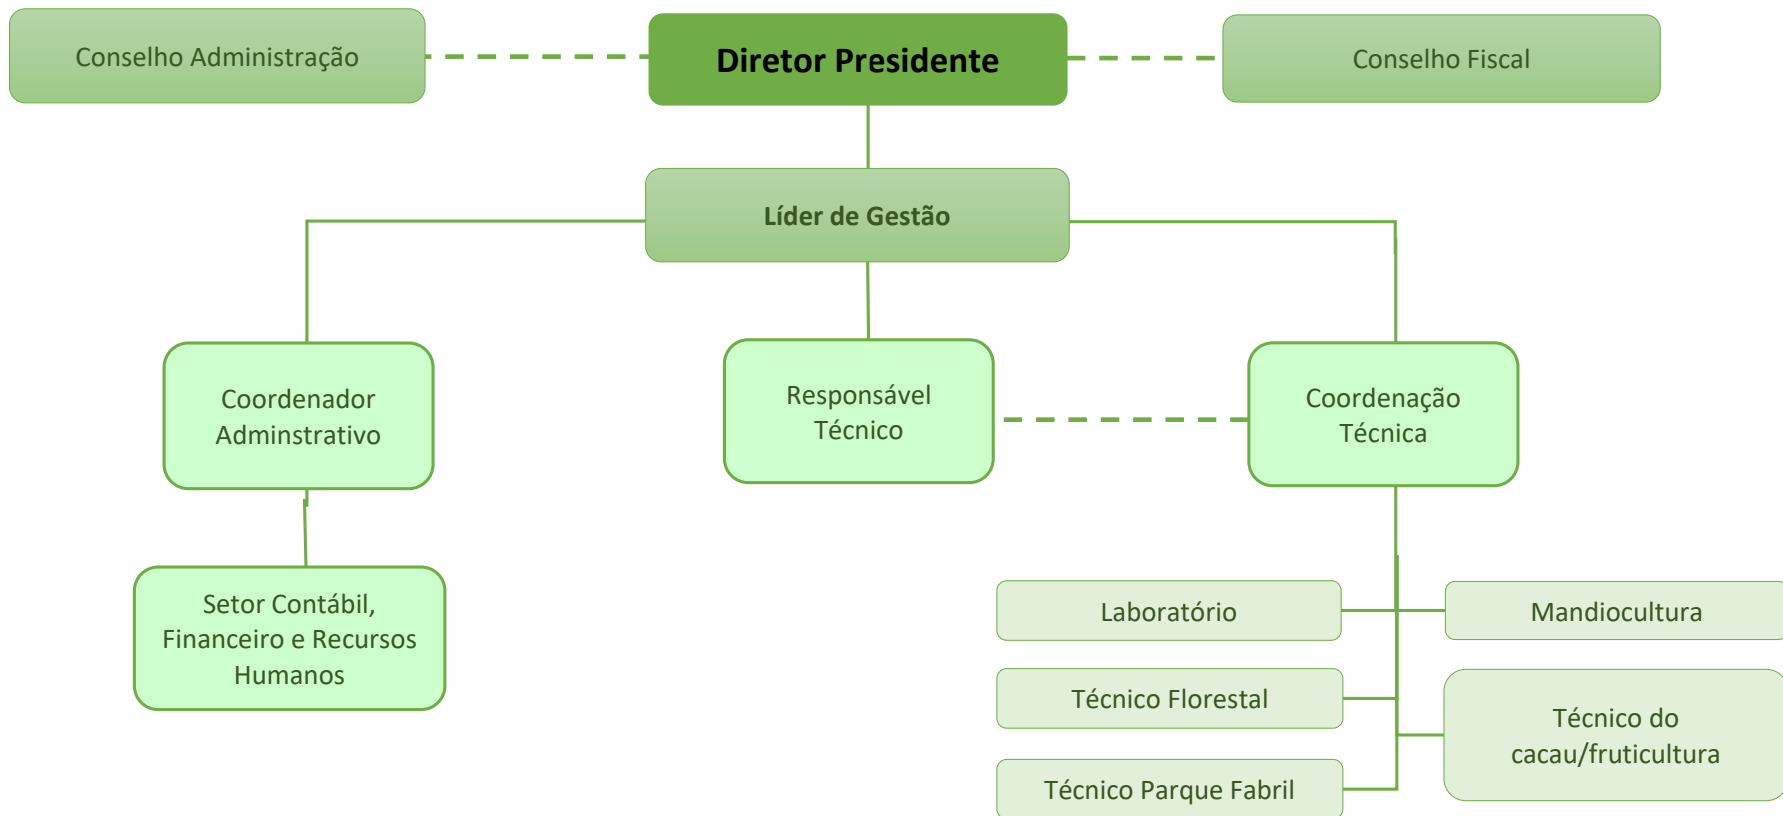 Conselho Administração
Diretor Presidente
Conselho Fiscal
Líder de Gestão
Coordenador
Adminstrativo
Responsável
Técnico
Coordenação
Técnica
Setor Contábil,
Financeiro e Recursos
Humanos
Laboratório
Mandiocultura
Técnico Florestal
Técnico do
cacau/fruticultura
Técnico Parque Fabril